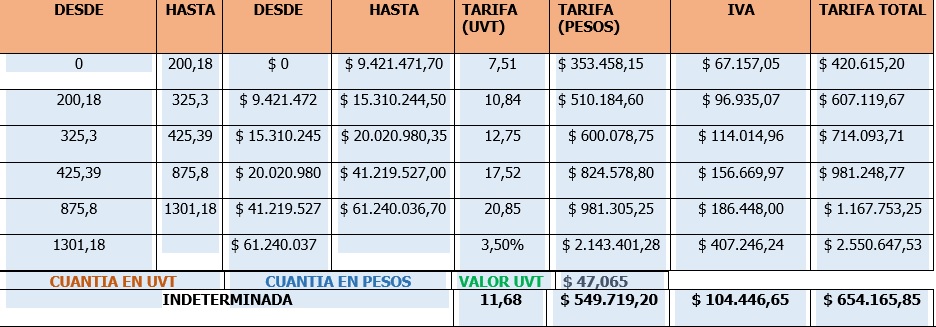 DESDE HASTA DESDE HASTA TARIFA (UVT) TARIFA (PESOS) IVA TARIFA TOTAL
0 200,18 $ 0 $ 9.421.471,70 7,51 $ 353.458,15 $ 67.157,05 $ 420.615,20
200,18 325,3 $ 9.421.472 $ 15.310.244,50 10,84 $ 510.184,60 $ 96.935,07 $ 607.119,67
325,3 425,39 $ 15.310.245 $ 20.020.980,35 12,75 $ 600.078,75 $ 114.014,96 $ 714.093,71
425,39 875,8 $ 20.020.980 $ 41.219.527,00 17,52 $ 824.578,80 $ 156.669,97 $ 981.248,77
875,8 1301,18 $ 41.219.527 $ 61.240.036,70 20,85 $ 981.305,25 $ 186.448,00 $ 1.167.753,25
1301,18 $ 61.240.037 3,50% $ 2.143.401,28 $ 407.246,24 $ 2.550.647,53
CUANTIA EN UVT CUANTIA EN PESOS VALOR UVT $ 47,065
INDETERMINADA 11,68 $ 549.719,20 $ 104.446,65 $ 654.165,85